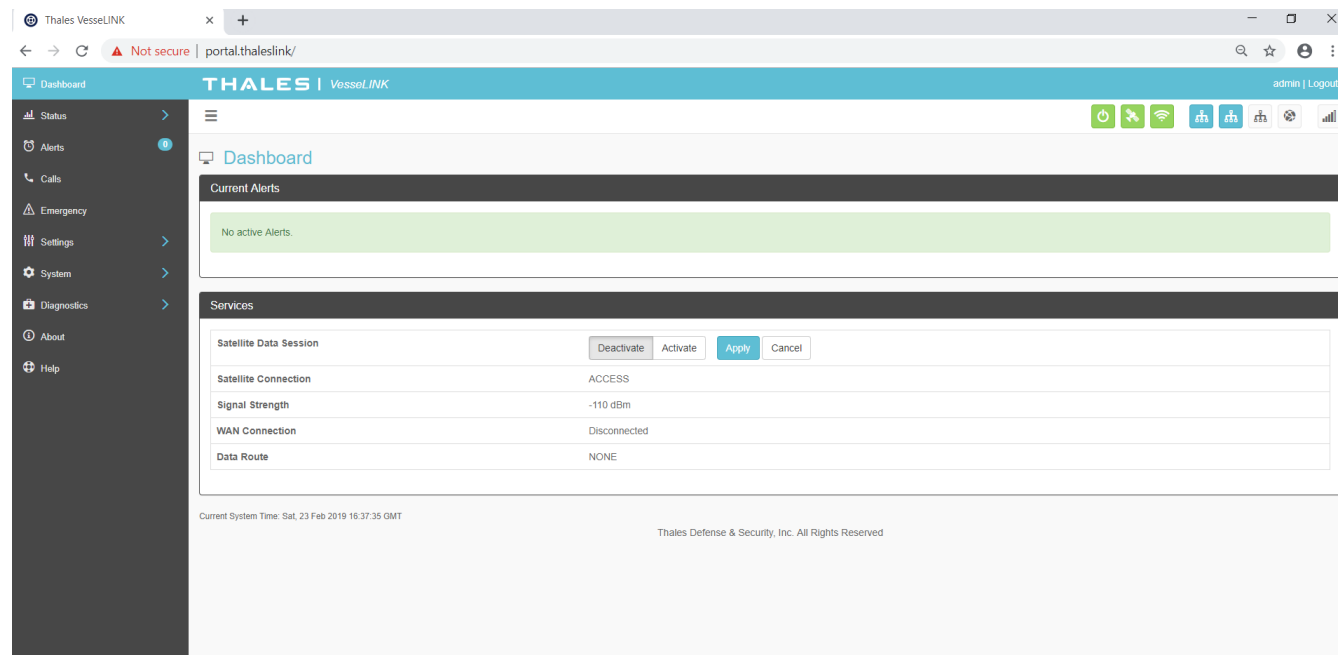 Thales VesseLINK
Not secure | portal.thaleslink/
Dashboard
THALES | VesseLINK
admin | Logout
Status
Alerts
0
Calls
Emergency
Settings
System
Diagnostics
About
Help
Dashboard
Current Alerts
No active Alerts.
Services
Satellite Data Session Deactivate Activate Apply Cancel
Satellite Connection ACCESS
Signal Strength -110 dBm
WAN Connection Disconnected
Data Route NONE
Current System Time: Sat, 23 Feb 2019 16:37:35 GMT
Thales Defense & Security, Inc. All Rights Reserved